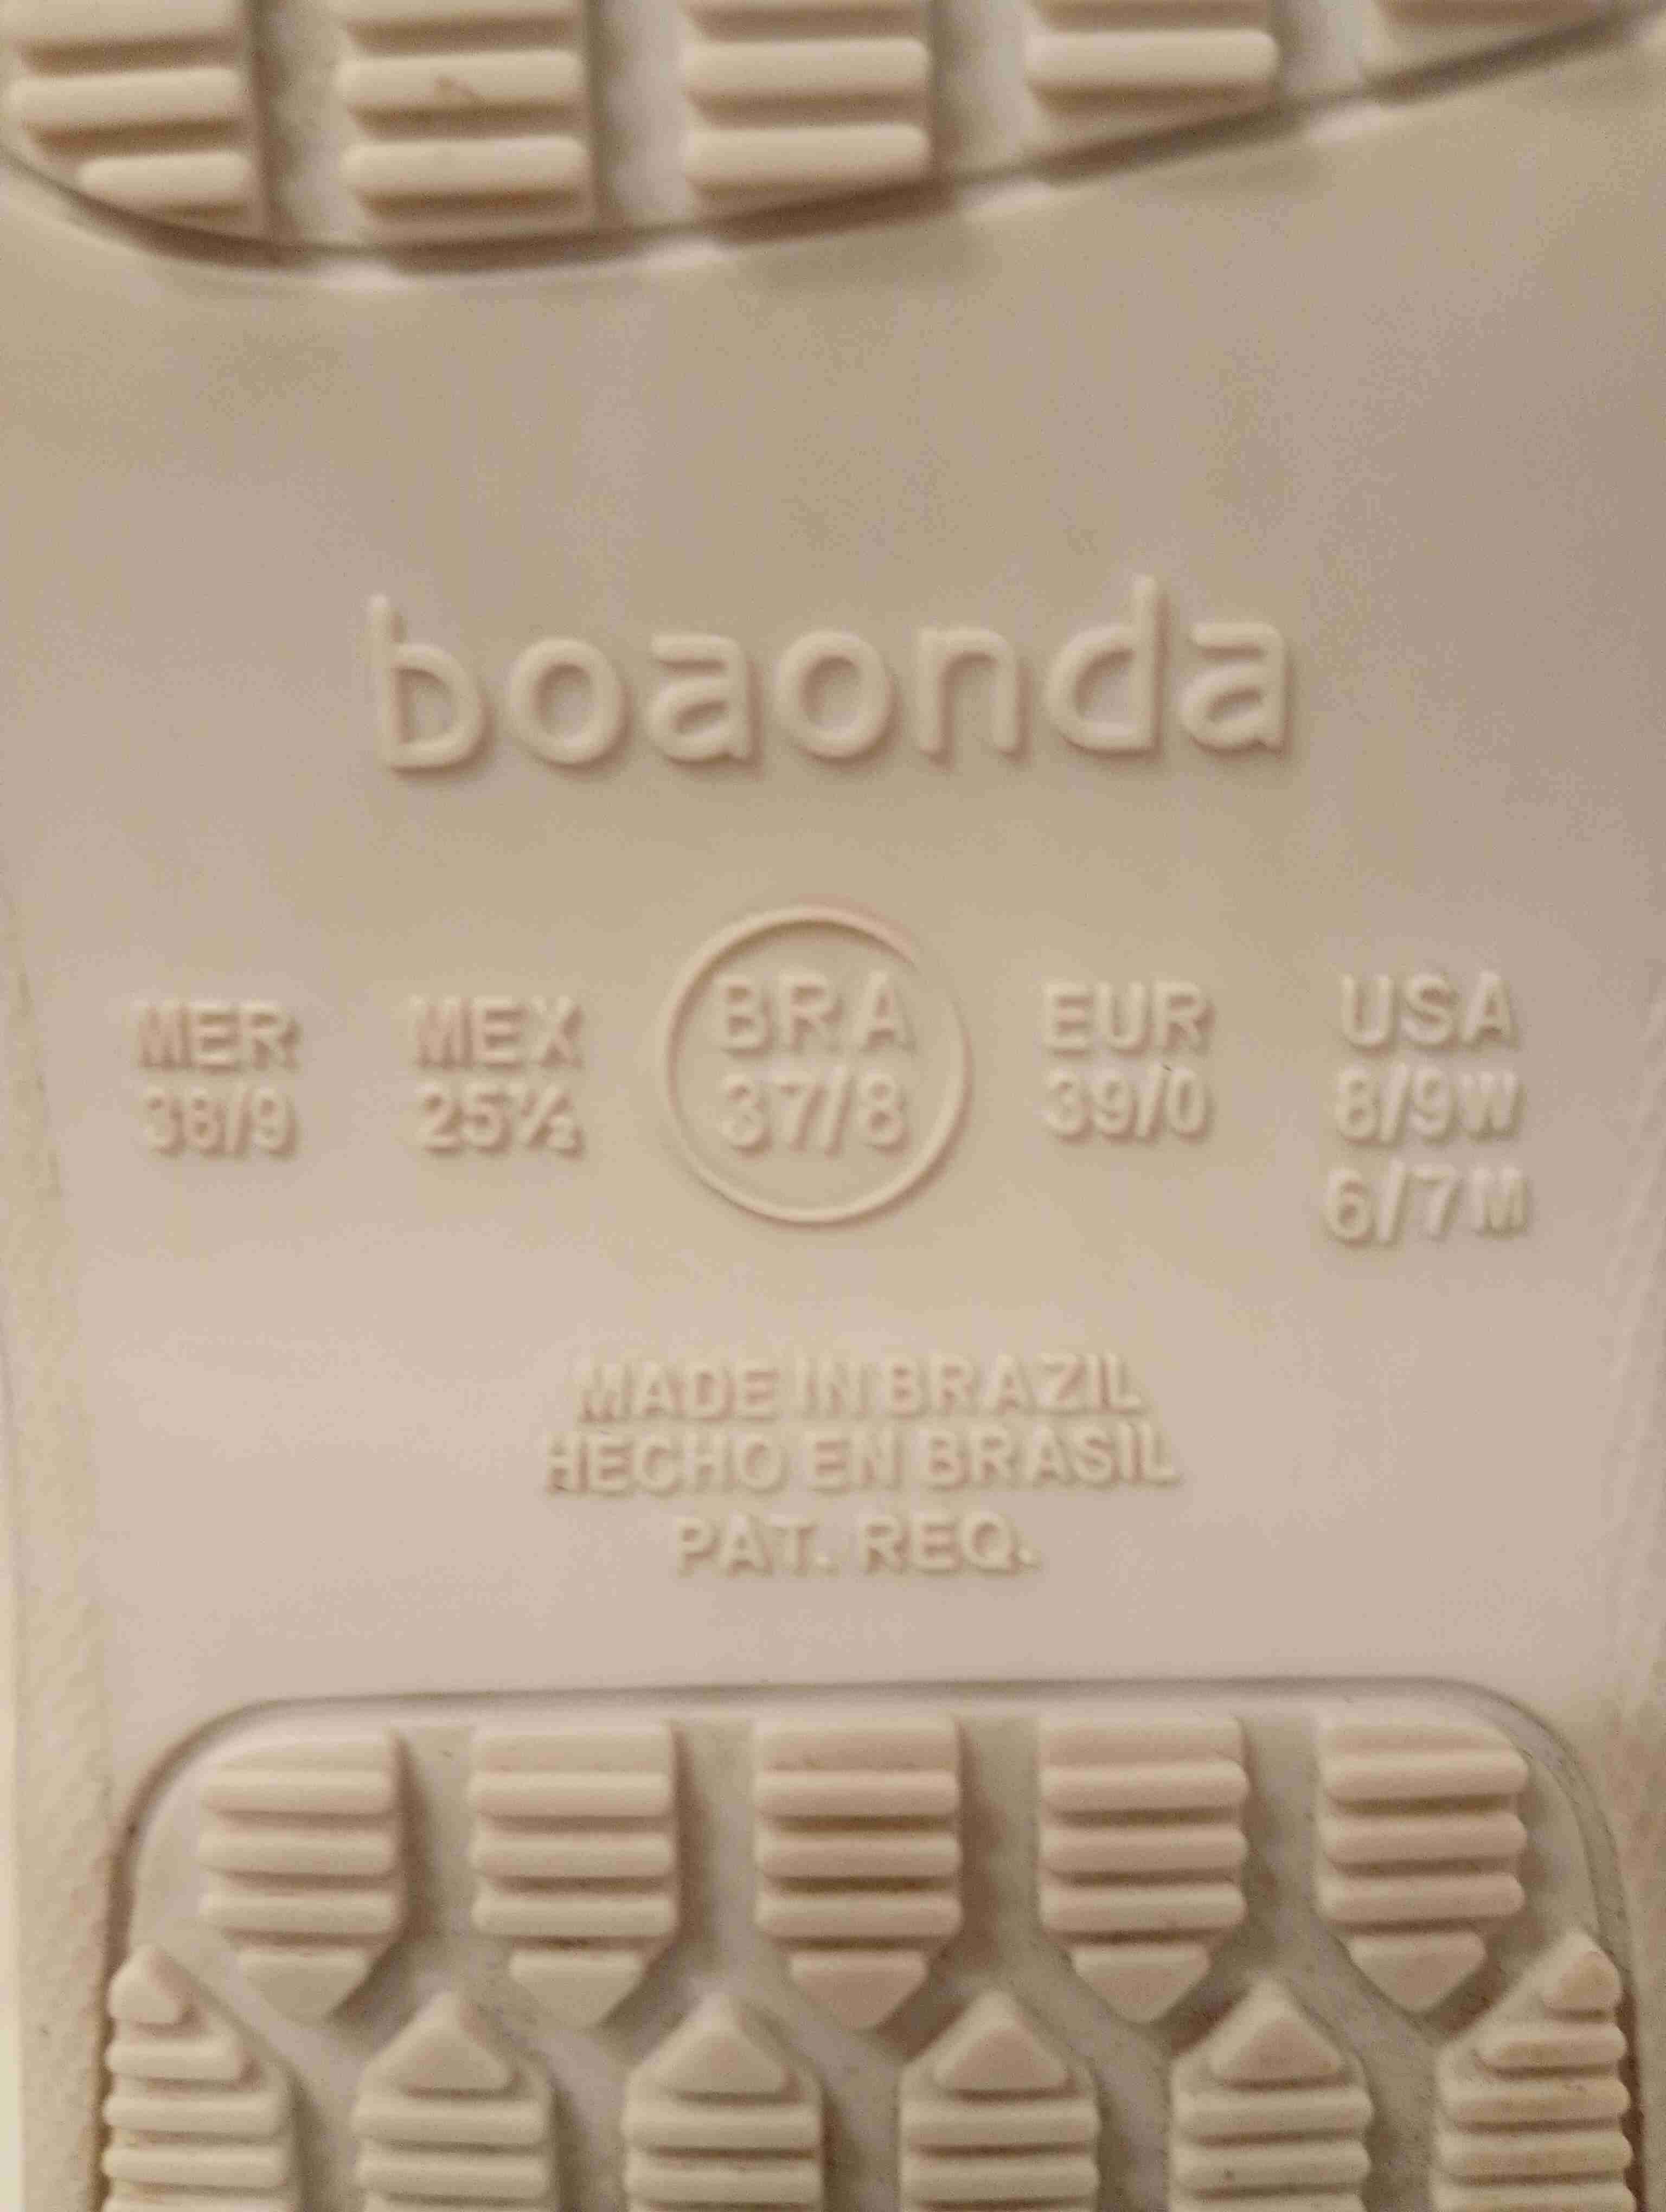 boaonda
MER MEX BRA EUR USA
38/9 25½ 37/8 39/0 8/9W
6/7M
MADE IN BRAZIL
HECHO EN BRASIL
PAT. REQ.